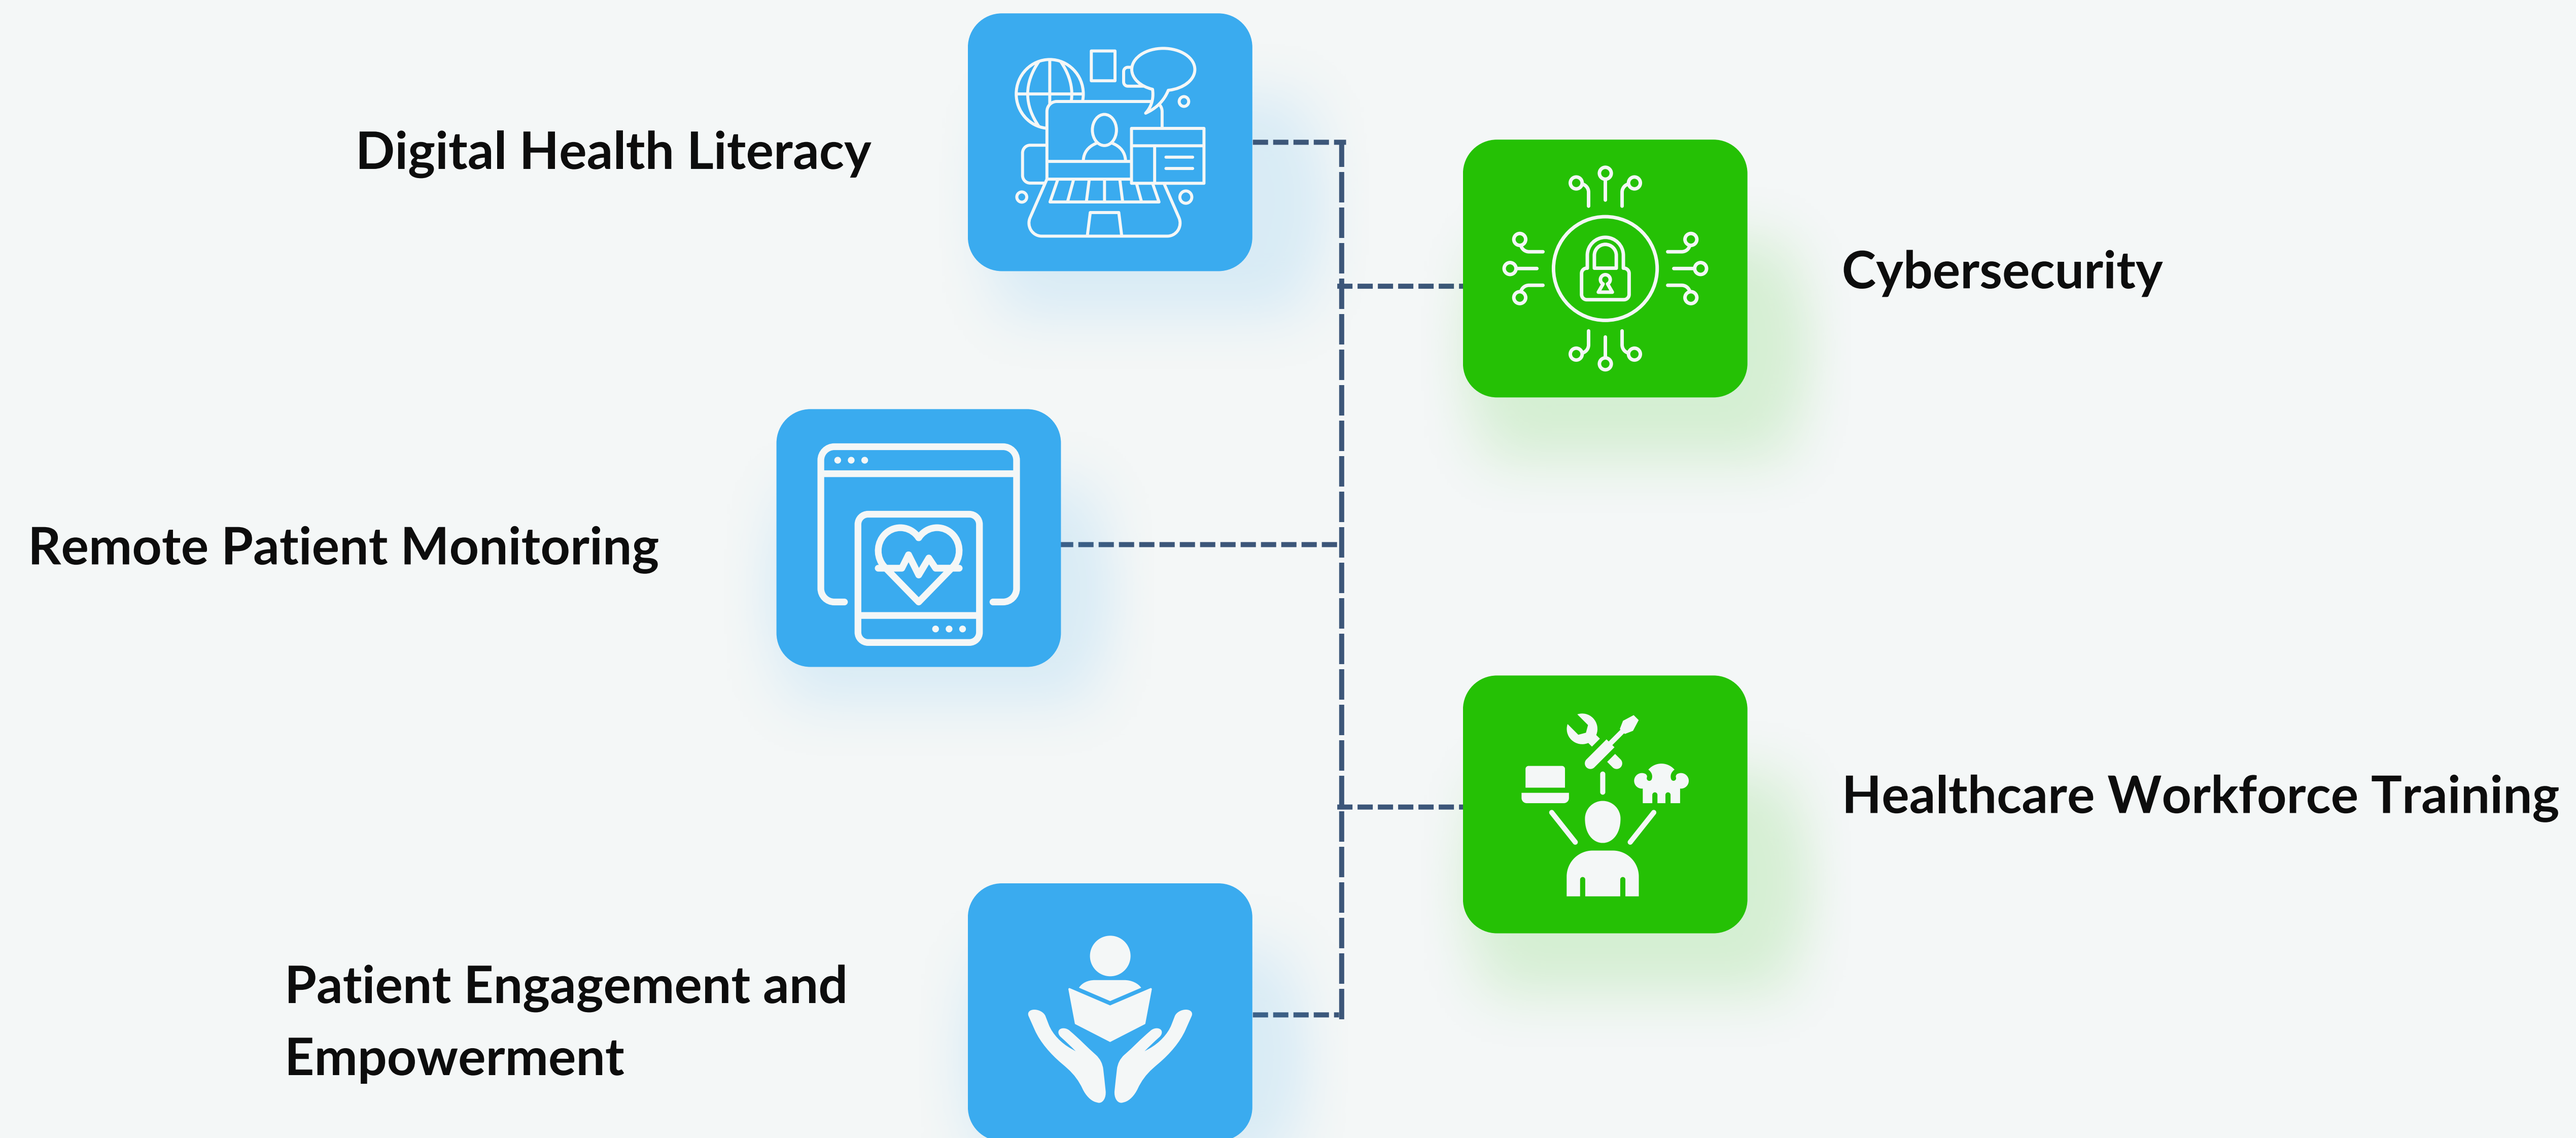 Digital Health Literacy
Cybersecurity
Remote Patient Monitoring
Healthcare Workforce Training
Patient Engagement and
Empowerment